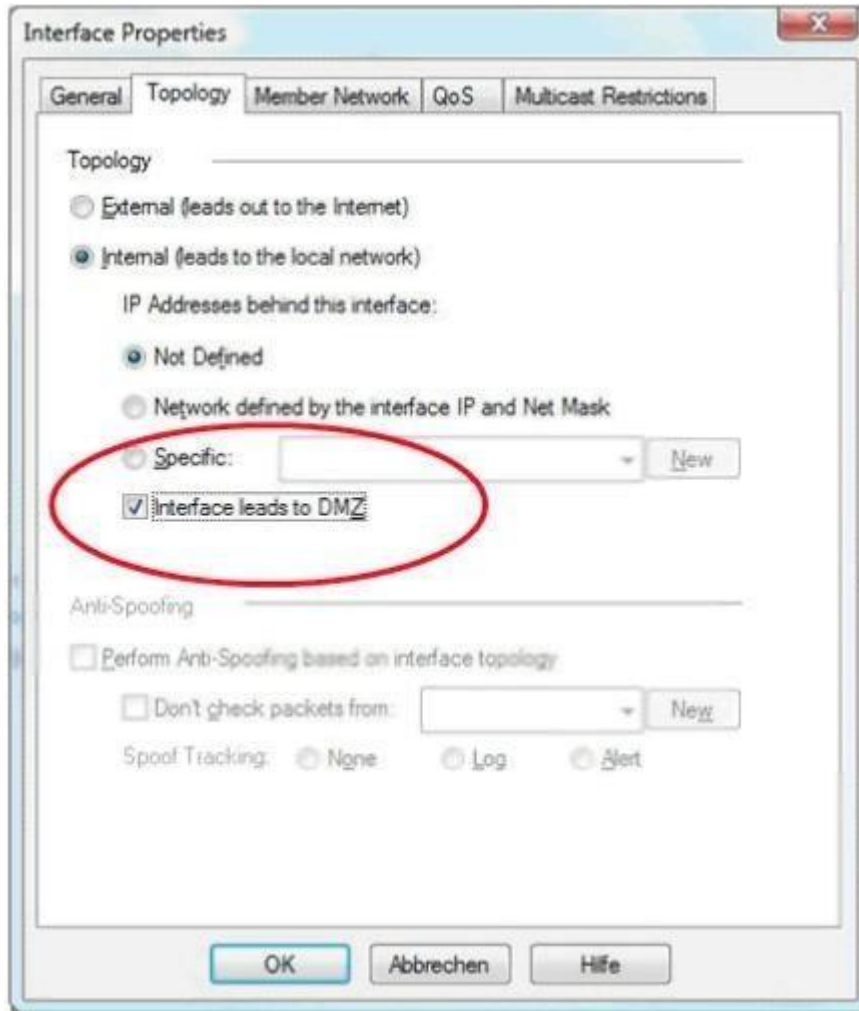 Interface Properties
General Topology Member Network QoS Multicast Restrictions
Topology
External (leads out to the Internet)
Internal (leads to the local network)
IP Addresses behind this interface:
Not Defined
Network defined by the interface IP and Net Mask
Specific: New
Interface leads to DMZ
Anti-Spoofing
Perform Anti-Spoofing based on interface topology
Don't check packets from: New
Spoof Tracking: None Log Alert
OK Abbrechen Hilfe